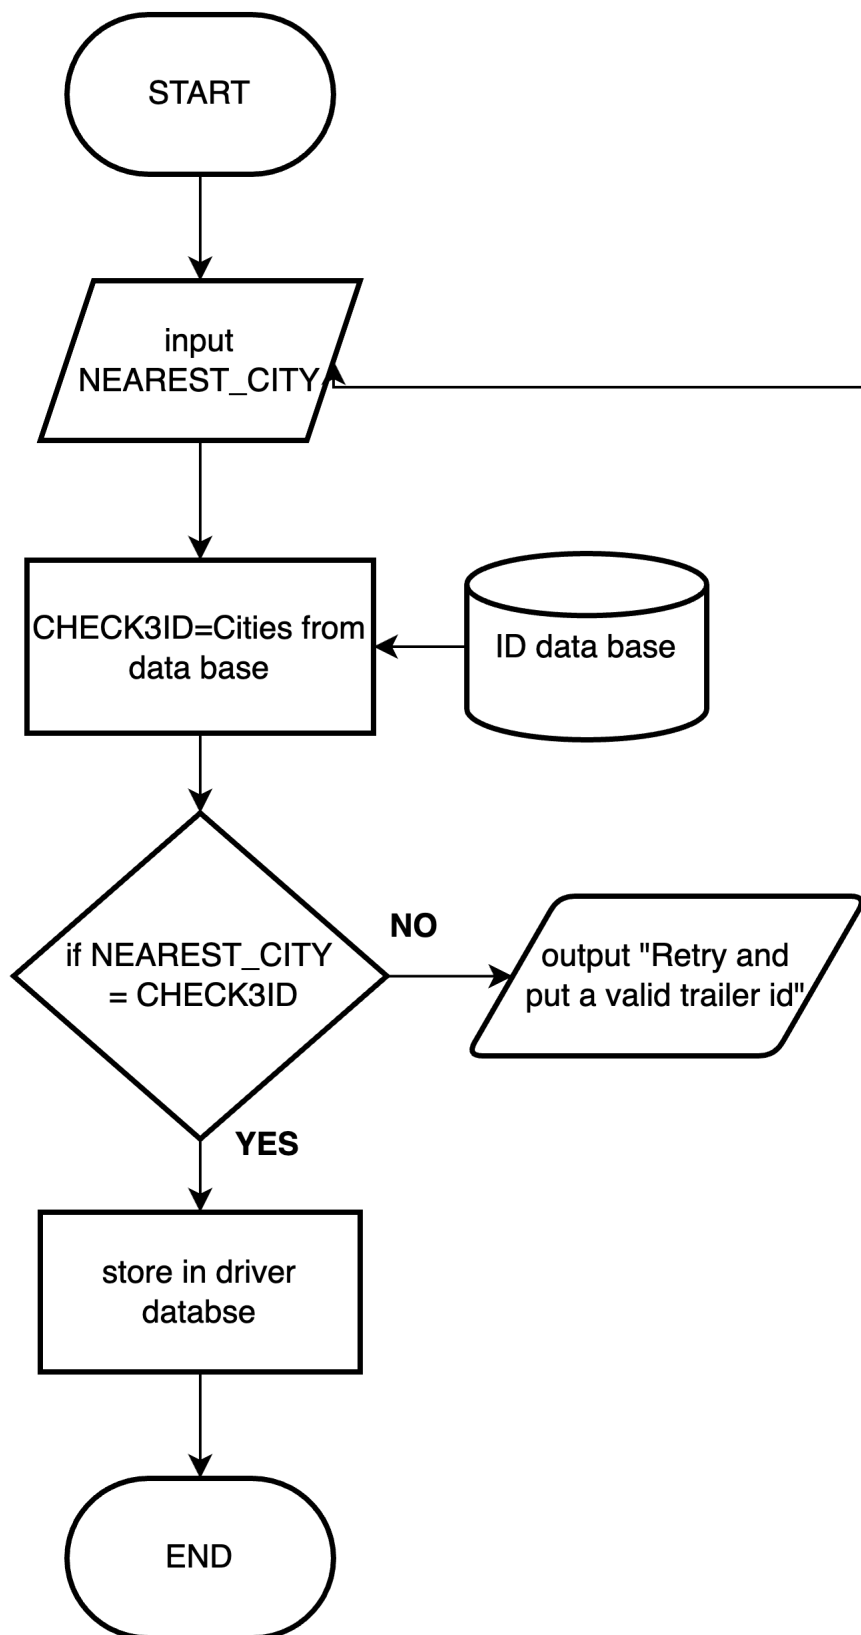 START
input
NEAREST_CITY
CHECK3ID=Cities from
data base
ID data base
if NEAREST_CITY
= CHECK3ID
NO
output "Retry and
put a valid trailer id"
YES
store in driver
databse
END